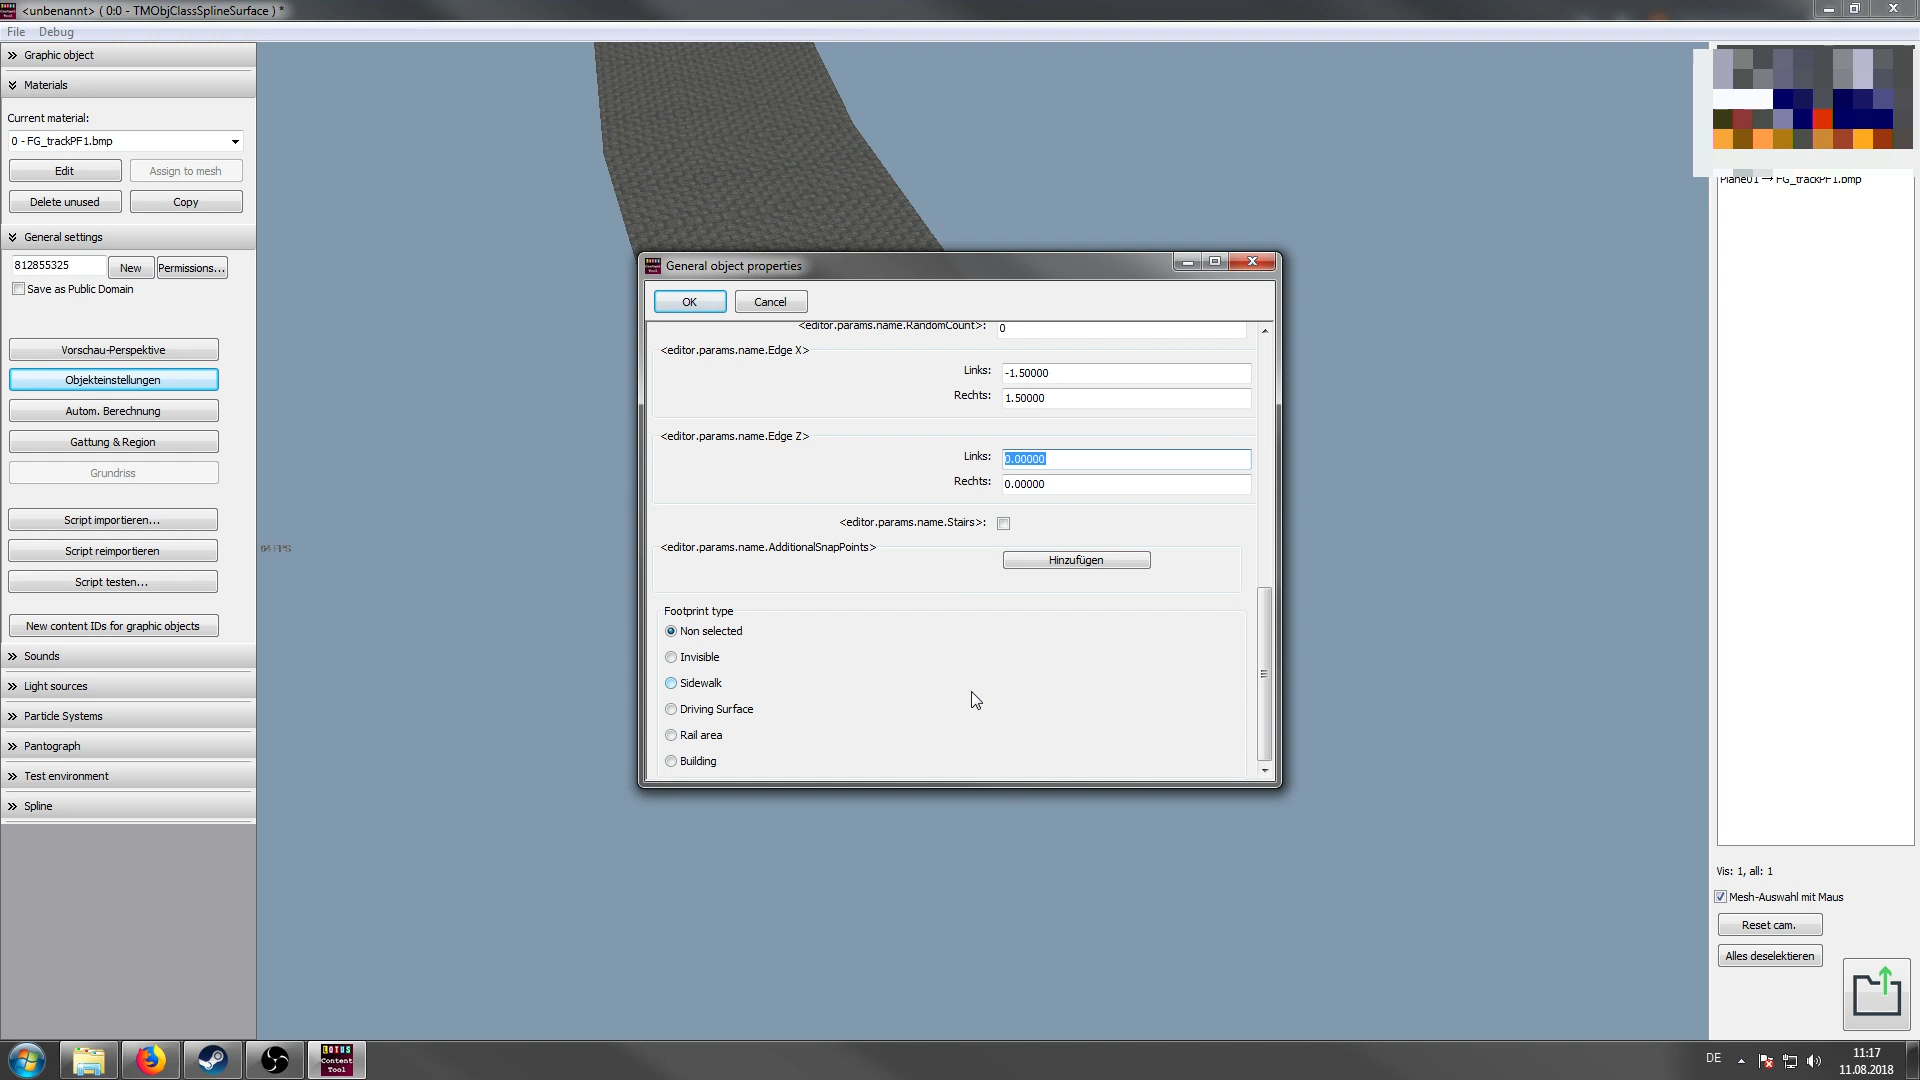 <unbenannt> ( 0:0 - TMObjClassSplineSurface ) *
File Debug
Graphic object
Materials
Current material:
0 - FG_trackPF1.bmp
Edit Assign to mesh
Delete unused Copy
General settings
812855325 New Permissions...
Save as Public Domain
Vorschau-Perspektive
Objekteinstellungen
Autom. Berechnung
Gattung & Region
Grundriss
Script importieren...
Script reimportieren
Script testen...
New content IDs for graphic objects
Sounds
Light sources
Particle Systems
Pantograph
Test environment
Spline
General object properties
OK Cancel
<editor.params.name.RandomCount>: 0
<editor.params.name.Edge X>
Links: -1.50000
Rechts: 1.50000
<editor.params.name.Edge Z>
Links: 0.00000
Rechts: 0.00000
<editor.params.name.Stairs>:
<editor.params.name.AdditionalSnapPoints>
Hinzufügen
Footprint type
Non selected
Invisible
Sidewalk
Driving Surface
Rail area
Building
Plane01 → FG_trackPF1.bmp
Vis: 1, all: 1
Mesh-Auswahl mit Maus
Reset cam.
Alles deselektieren
LOTUS
Content
Tool
DE
11:17
11.08.2018